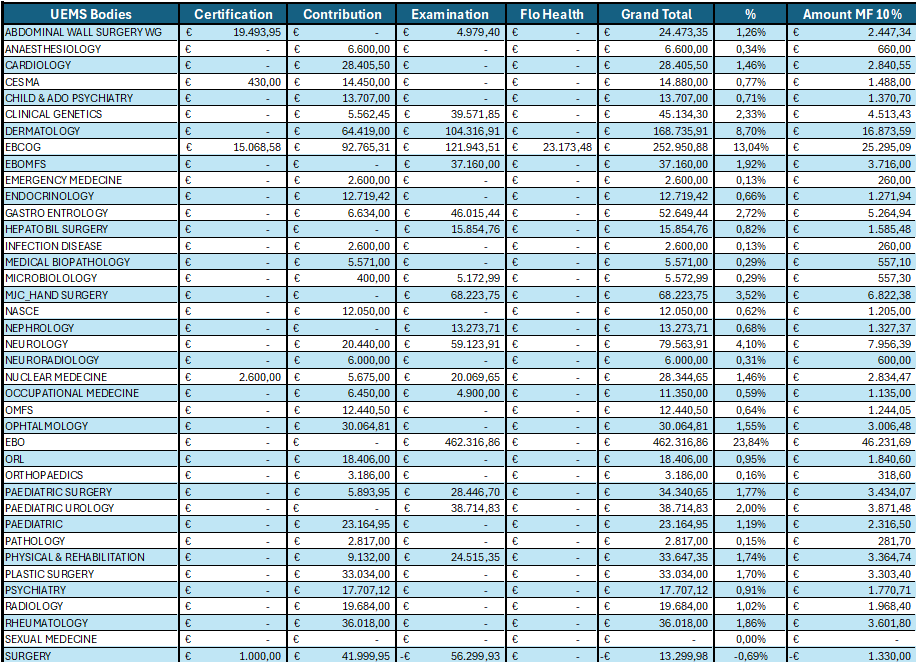 UEMS Bodies Certification Contribution Examination Flo Health Grand Total % Amount MF 10%
ABDOMINAL WALL SURGERY WG € 19.493,95 € - € 4.979,40 € - € 24.473,35 1,26% € 2.447,34
ANAESTHESIOLOGY € - € 6.600,00 € - € - € 6.600,00 0,34% € 660,00
CARDIOLOGY € - € 28.405,50 € - € - € 28.405,50 1,46% € 2.840,55
CESMA € 430,00 € 14.450,00 € - € - € 14.880,00 0,77% € 1.488,00
CHILD & ADO PSYCHIATRY € - € 13.707,00 € - € - € 13.707,00 0,71% € 1.370,70
CLINICAL GENETICS € - € 5.562,45 € 39.571,85 € - € 45.134,30 2,33% € 4.513,43
DERMATOLOGY € - € 64.419,00 € 104.316,91 € - € 168.735,91 8,70% € 16.873,59
EBCOG € 15.068,58 € 92.765,31 € 121.943,51 € 23.173,48 € 252.950,88 13,04% € 25.295,09
EBOMFS € - € - € 37.160,00 € - € 37.160,00 1,92% € 3.716,00
EMERGENCY MEDECINE € - € 2.600,00 € - € - € 2.600,00 0,13% € 260,00
ENDOCRINOLOGY € - € 12.719,42 € - € - € 12.719,42 0,66% € 1.271,94
GASTRO ENTROLOGY € - € 6.634,00 € 46.015,44 € - € 52.649,44 2,72% € 5.264,94
HEPATOBIL SURGERY € - € - € 15.854,76 € - € 15.854,76 0,82% € 1.585,48
INFECTION DISEASE € - € 2.600,00 € - € - € 2.600,00 0,13% € 260,00
MEDICAL BIOPATHOLOGY € - € 5.571,00 € - € - € 5.571,00 0,29% € 557,10
MICROBIOLOLOGY € - € 400,00 € 5.172,99 € - € 5.572,99 0,29% € 557,30
MJC_HAND SURGERY € - € - € 68.223,75 € - € 68.223,75 3,52% € 6.822,38
NASCE € - € 12.050,00 € - € - € 12.050,00 0,62% € 1.205,00
NEPHROLOGY € - € - € 13.273,71 € - € 13.273,71 0,68% € 1.327,37
NEUROLOGY € - € 20.440,00 € 59.123,91 € - € 79.563,91 4,10% € 7.956,39
NEURORADIOLOGY € - € 6.000,00 € - € - € 6.000,00 0,31% € 600,00
NUCLEAR MEDECINE € 2.600,00 € 5.675,00 € 20.069,65 € - € 28.344,65 1,46% € 2.834,47
OCCUPATIONAL MEDECINE € - € 6.450,00 € 4.900,00 € - € 11.350,00 0,59% € 1.135,00
OMFS € - € 12.440,50 € - € - € 12.440,50 0,64% € 1.244,05
OPHTALMOLOGY € - € 30.064,81 € - € - € 30.064,81 1,55% € 3.006,48
EBO € - € - € 462.316,86 € - € 462.316,86 23,84% € 46.231,69
ORL € - € 18.406,00 € - € - € 18.406,00 0,95% € 1.840,60
ORTHOPAEDICS € - € 3.186,00 € - € - € 3.186,00 0,16% € 318,60
PAEDIATRIC SURGERY € - € 5.893,95 € 28.446,70 € - € 34.340,65 1,77% € 3.434,07
PAEDIATRIC UROLOGY € - € - € 38.714,83 € - € 38.714,83 2,00% € 3.871,48
PAEDIATRIC € - € 23.164,95 € - € - € 23.164,95 1,19% € 2.316,50
PATHOLOGY € - € 2.817,00 € - € - € 2.817,00 0,15% € 281,70
PHYSICAL & REHABILITATION € - € 9.132,00 € 24.515,35 € - € 33.647,35 1,74% € 3.364,74
PLASTIC SURGERY € - € 33.034,00 € - € - € 33.034,00 1,70% € 3.303,40
PSYCHIATRY € - € 17.707,12 € - € - € 17.707,12 0,91% € 1.770,71
RADIOLOGY € - € 19.684,00 € - € - € 19.684,00 1,02% € 1.968,40
RHEUMATOLOGY € - € 36.018,00 € - € - € 36.018,00 1,86% € 3.601,80
SEXUAL MEDECINE € - € - € - € - € - 0,00% € -
SURGERY € 1.000,00 € 41.999,95 -€ 56.299,93 € - -€ 13.299,98 -0,69% -€ 1.330,00